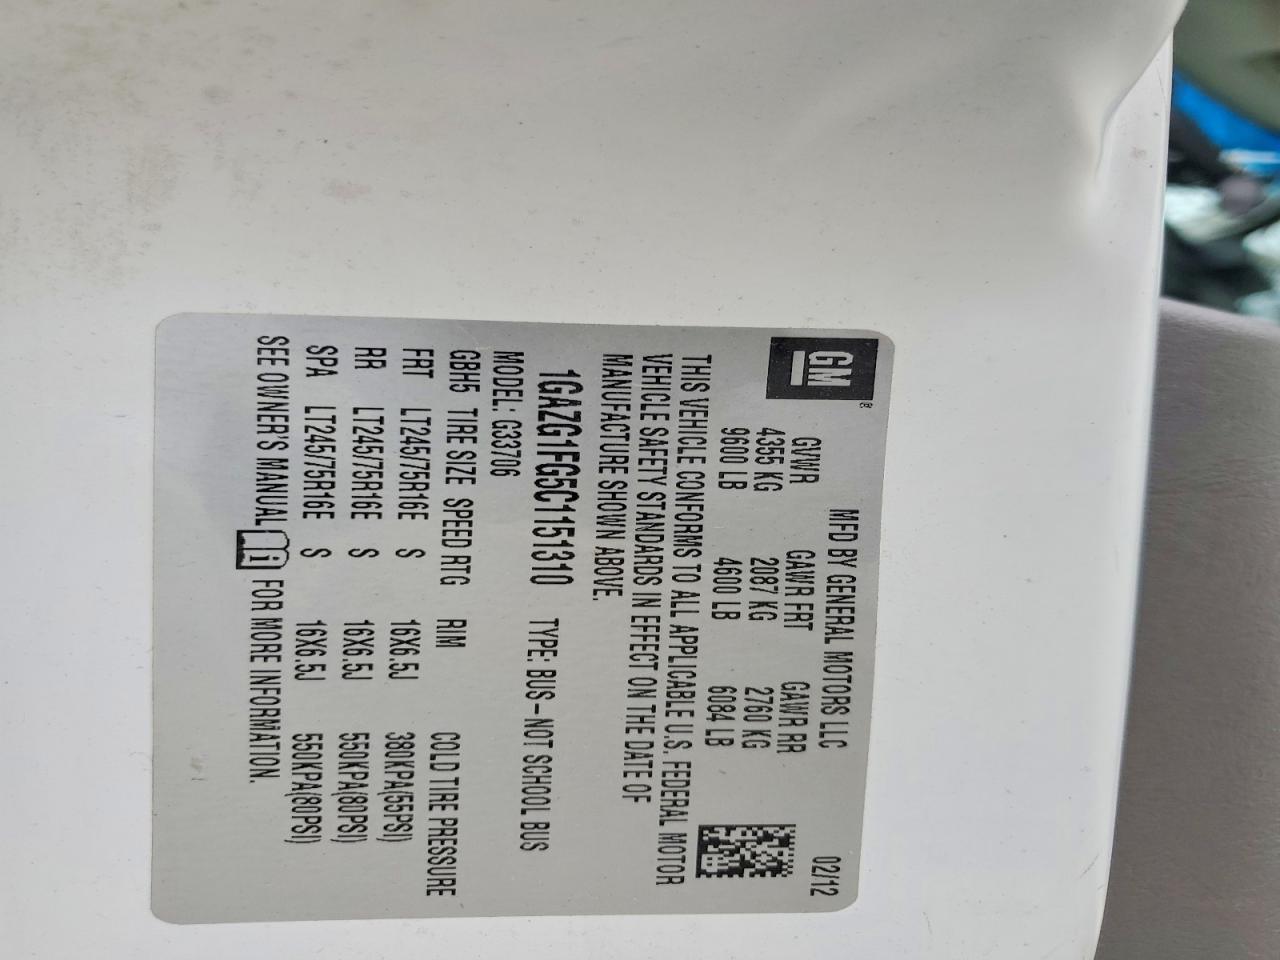 GM®
MFD BY GENERAL MOTORS LLC 02/12
GVWR GAWR FRT GAWR RR
4355 KG 2087 KG 2760 KG
9600 LB 4600 LB 6084 LB
THIS VEHICLE CONFORMS TO ALL APPLICABLE U.S. FEDERAL MOTOR
VEHICLE SAFETY STANDARDS IN EFFECT ON THE DATE OF
MANUFACTURE SHOWN ABOVE.
1GAZG1FG5C1151310 TYPE: BUS-NOT SCHOOL BUS
MODEL: G33706
GBH5 TIRE SIZE SPEED RTG RIM COLD TIRE PRESSURE
FRT LT245/75R16E S 16X6.5J 380KPA(55PSI)
RR LT245/75R16E S 16X6.5J 550KPA(80PSI)
SPA LT245/75R16E S 16X6.5J 550KPA(80PSI)
SEE OWNER'S MANUAL i FOR MORE INFORMATION.